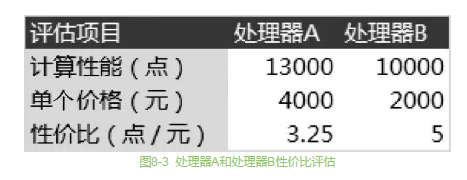 评估项目 处理器A 处理器B
计算性能（点） 13000 10000
单个价格（元） 4000 2000
性价比（点/元） 3.25 5
图8-3 处理器A和处理器B性价比评估